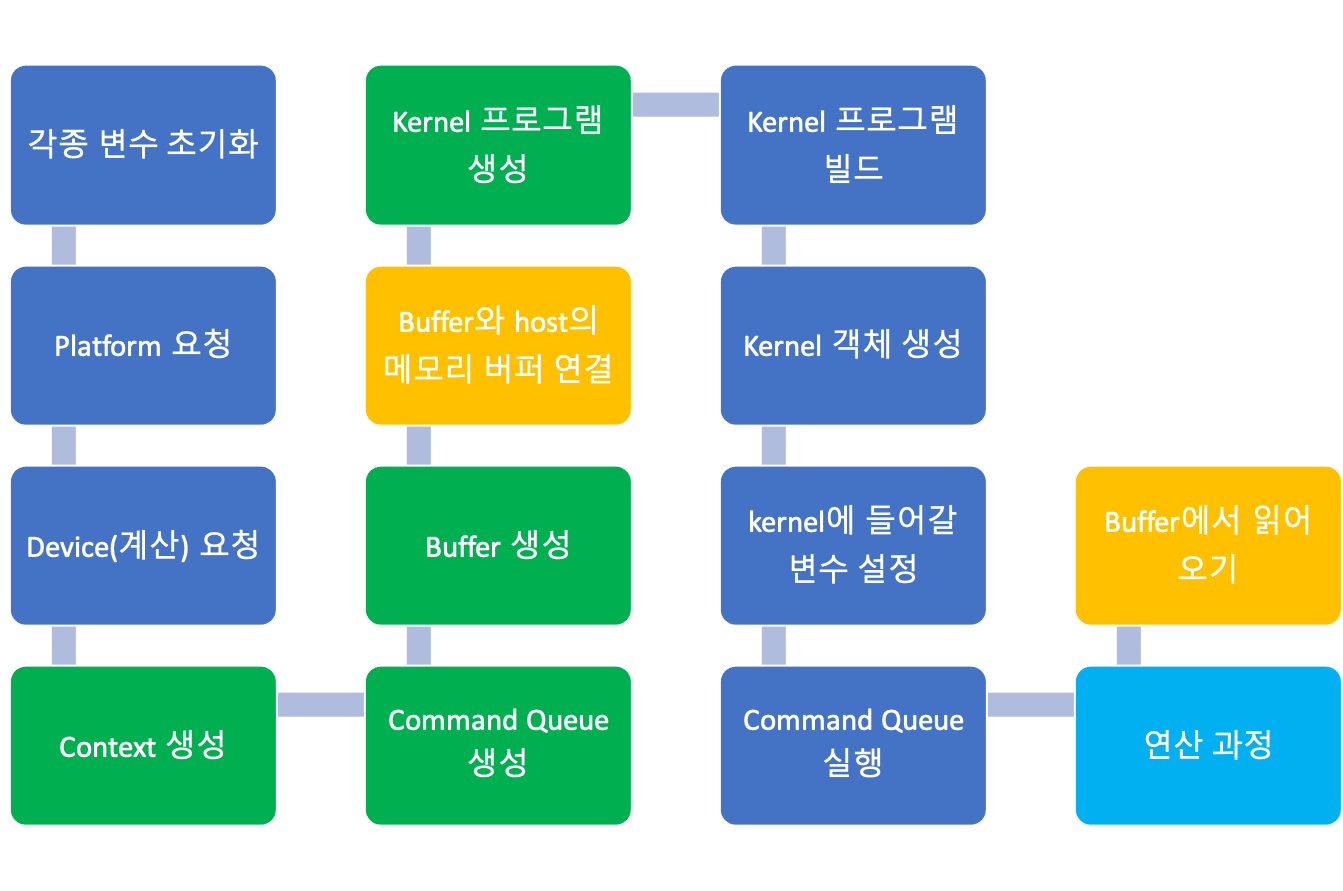 각종 변수 초기화
Platform 요청
Device(계산) 요청
Context 생성
Command Queue
생성
Buffer 생성
Buffer와 host의
메모리 버퍼 연결
Kernel 프로그램
생성
Kernel 프로그램
빌드
Kernel 객체 생성
kernel에 들어갈
변수 설정
Command Queue
실행
연산 과정
Buffer에서 읽어
오기